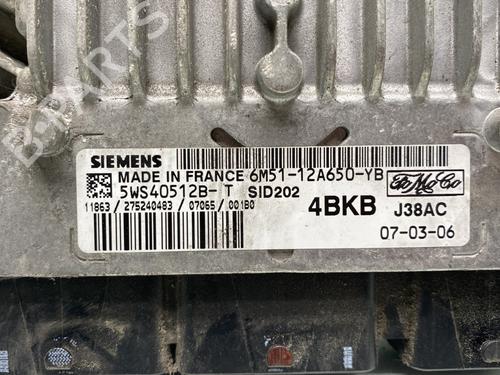 B-PARTS
SIEMENS
MADE IN FRANCE 6M51-12A650-YB
5WS40512B- T SID202
FoMoCo
11863 / 275240483 / 07065 / 001B0
4BKB J38AC
07-03-06